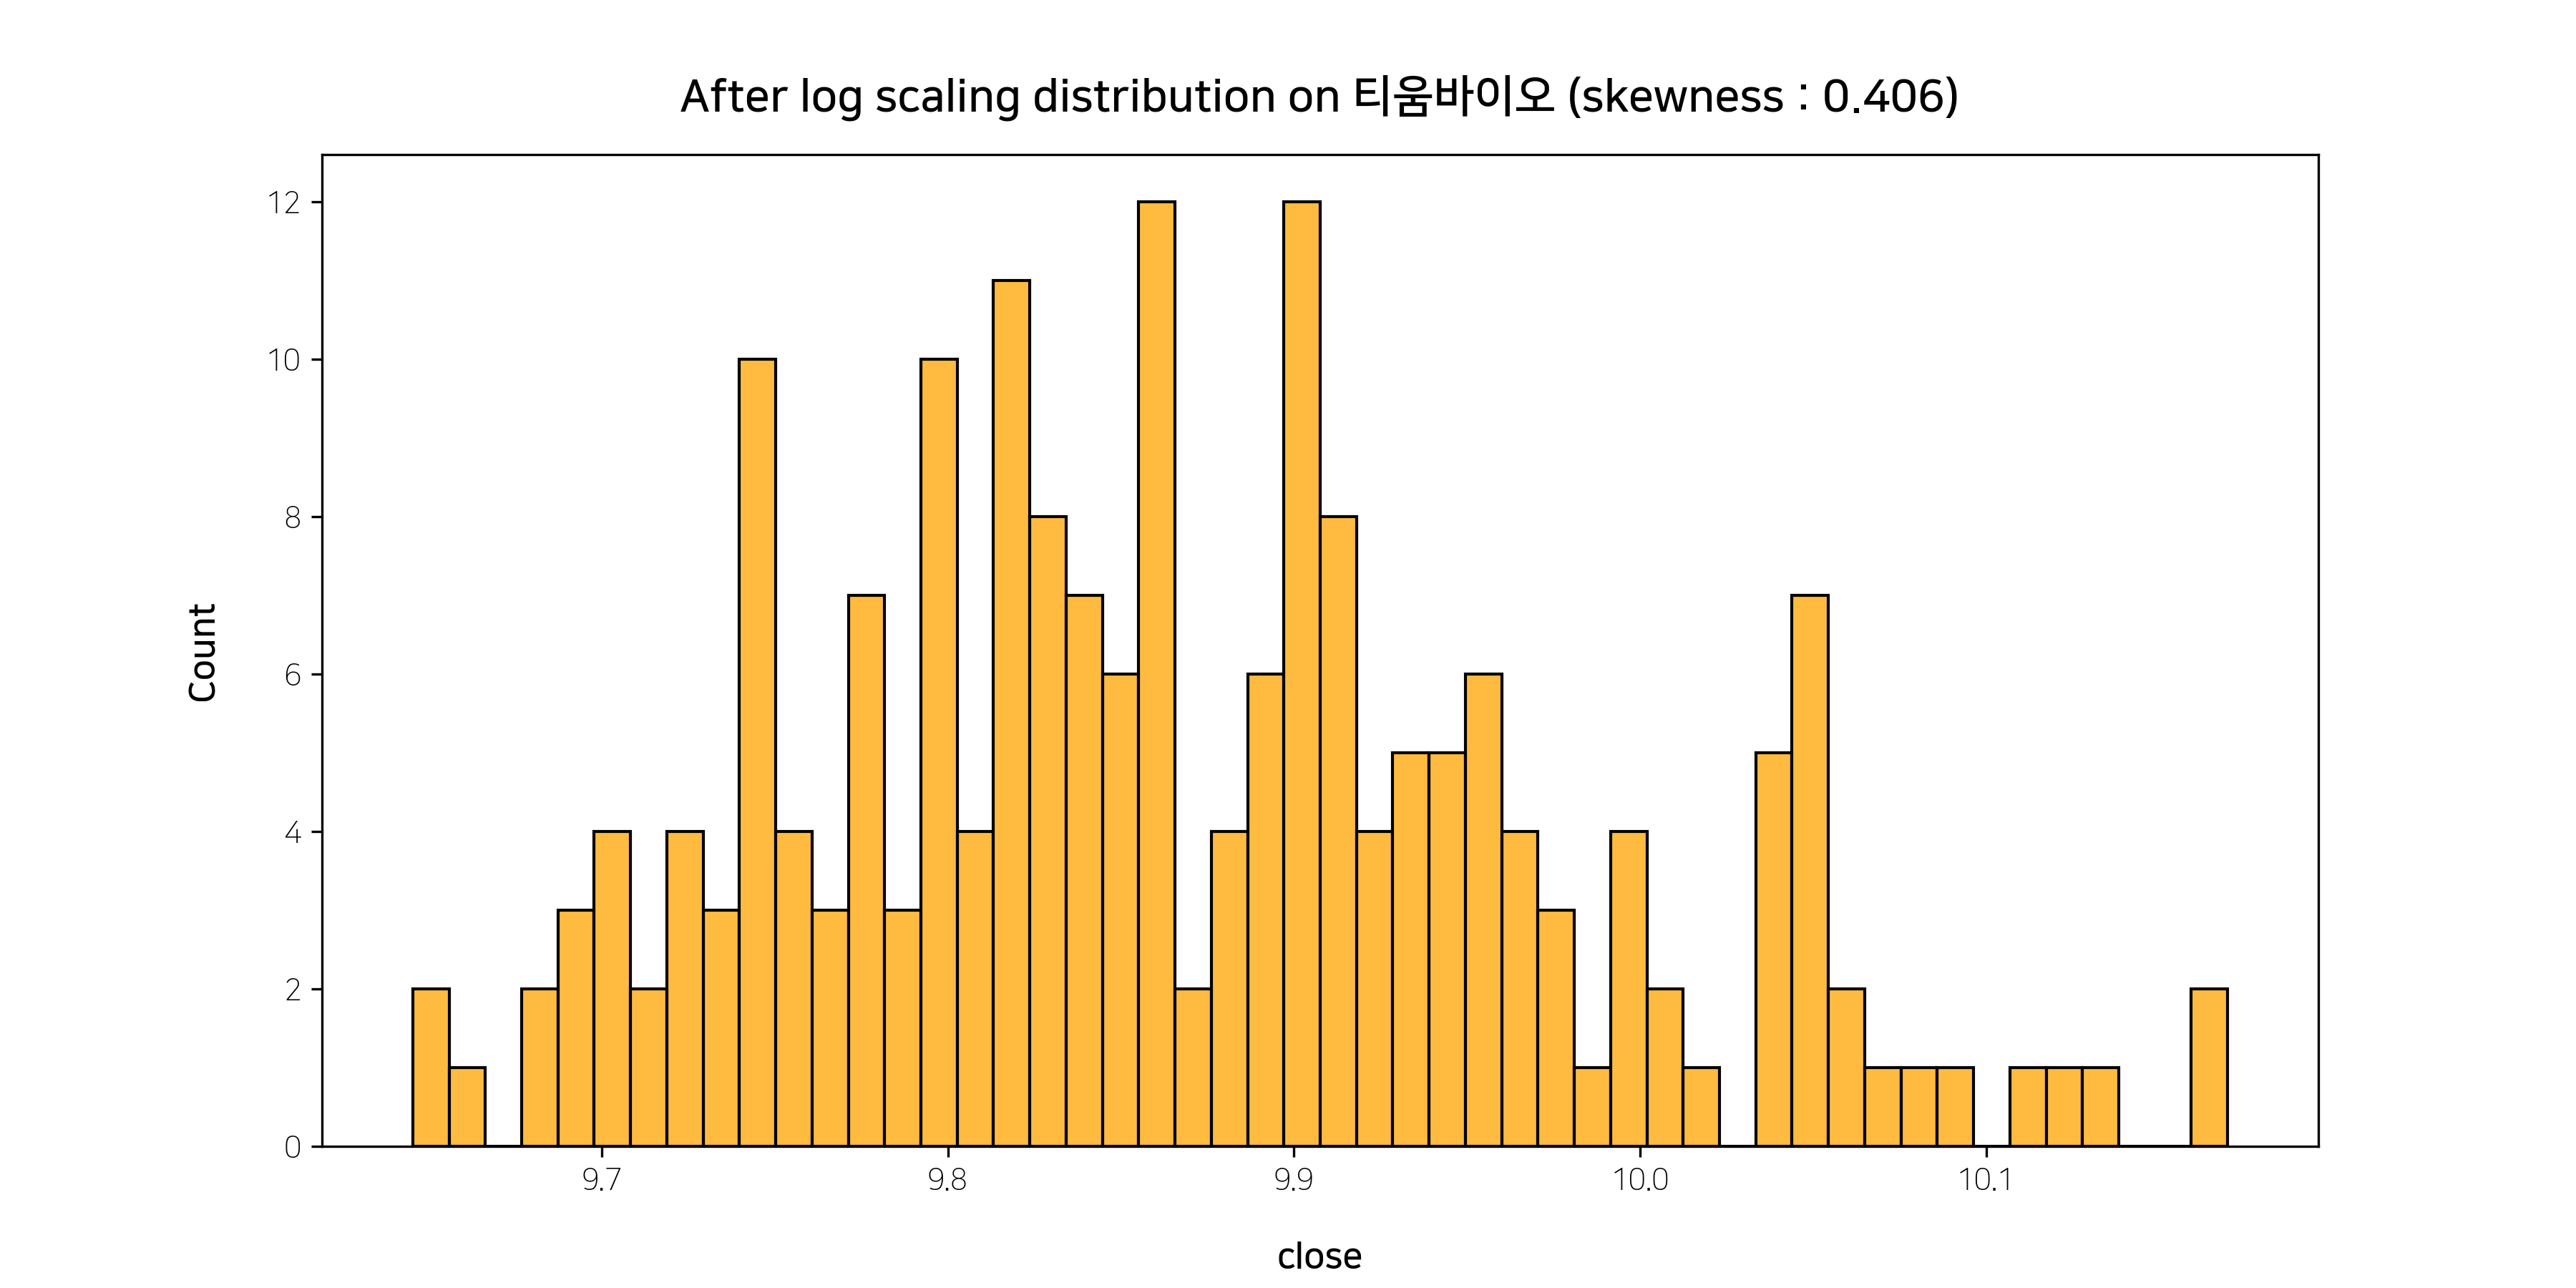 After log scaling distribution on 티움바이오 (skewness : 0.406)
12
10
8
6
4
2
0
Count
9.7 9.8 9.9 10.0 10.1
close